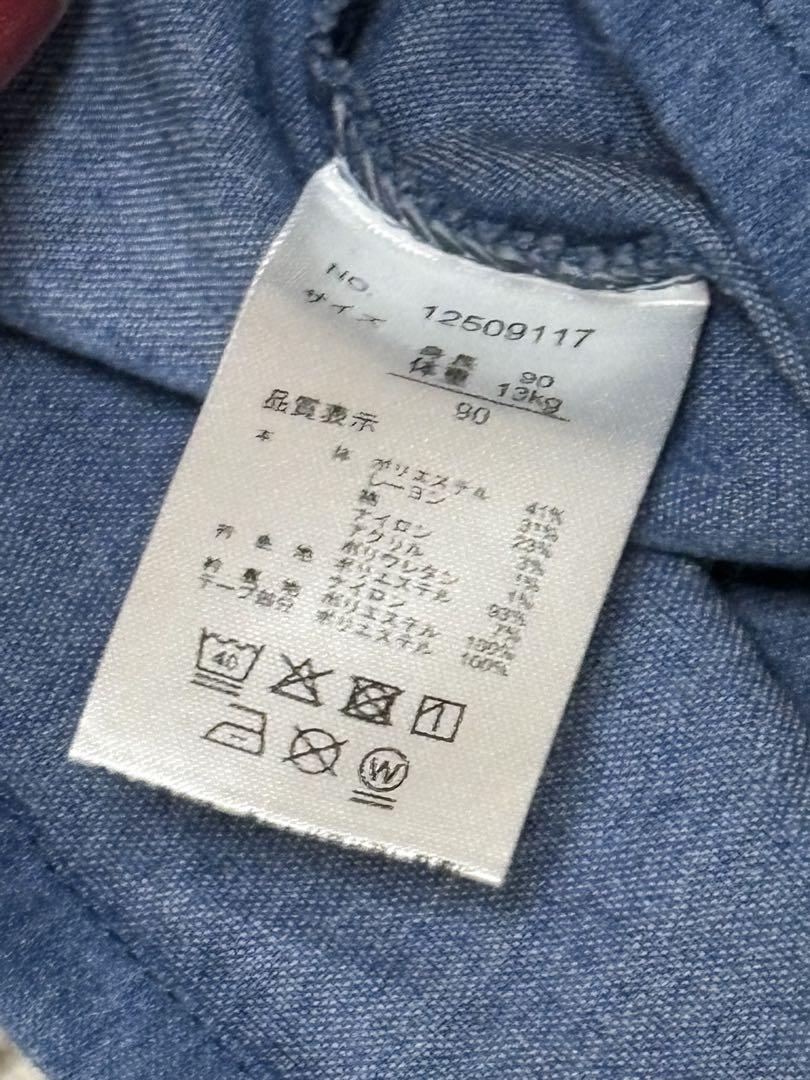 No. 12509117
サイズ 身長 90
体重 13kg
90
品質表示
本体 ポリエステル 41%
レーヨン 31%
綿 23%
ナイロン 3%
アクリル 1%
ポリウレタン 1%
ポリエステル 93%
ナイロン 7%
ポリエステル 100%
テープ部分 ポリエステル 100%
40
1
W